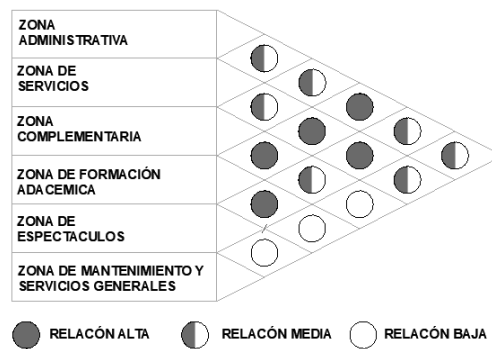 ZONA
ADMINISTRATIVA
ZONA DE
SERVICIOS
ZONA
COMPLEMENTARIA
ZONA DE FORMACIÓN
ADACEMICA
ZONA DE
ESPECTACULOS
ZONA DE MANTENIMIENTO Y
SERVICIOS GENERALES
RELACÓN ALTA
RELACÓN MEDIA
RELACÓN BAJA